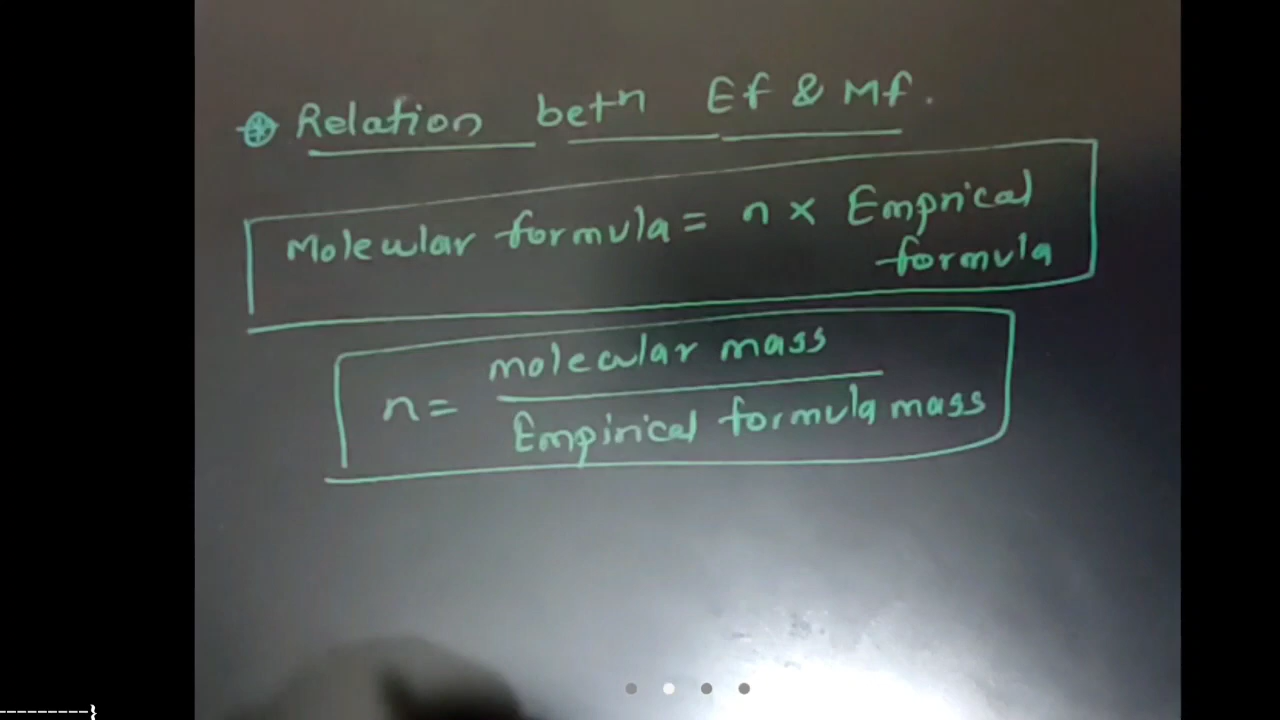 Relation betn Ef & Mf.
Molecular formula = n × Emprical
formula
n = molecular mass
Empirical formula mass
---------}